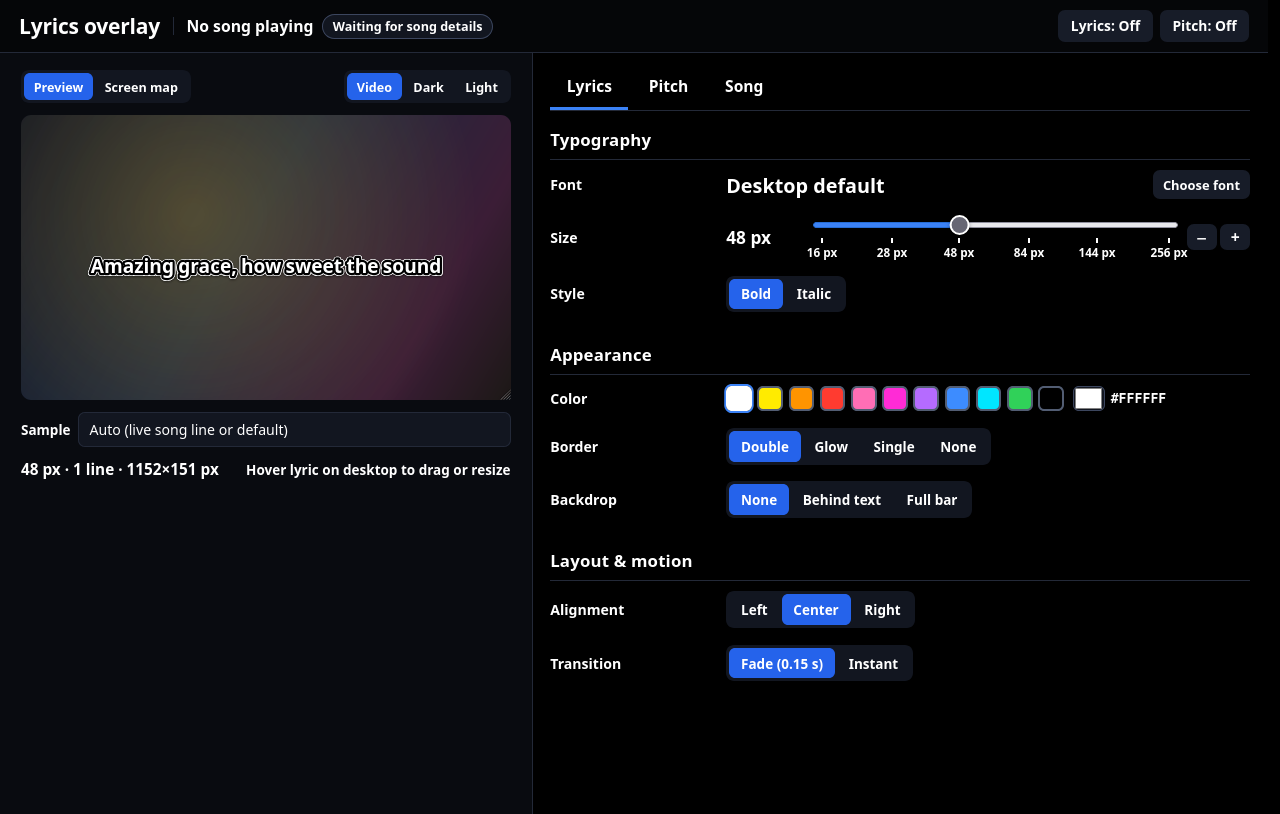 Lyrics overlay
No song playing
Waiting for song details
Lyrics: Off
Pitch: Off
Preview
Screen map
Video
Dark
Light
Amazing grace, how sweet the sound
Sample
Auto (live song line or default)
48 px · 1 line · 1152×151 px
Hover lyric on desktop to drag or resize
Lyrics
Pitch
Song
Typography
Font
Desktop default
Choose font
Size
48 px
–
+
16 px
28 px
48 px
84 px
144 px
256 px
Style
Bold
Italic
Appearance
Color
#FFFFFF
Border
Double
Glow
Single
None
Backdrop
None
Behind text
Full bar
Layout & motion
Alignment
Left
Center
Right
Transition
Fade (0.15 s)
Instant